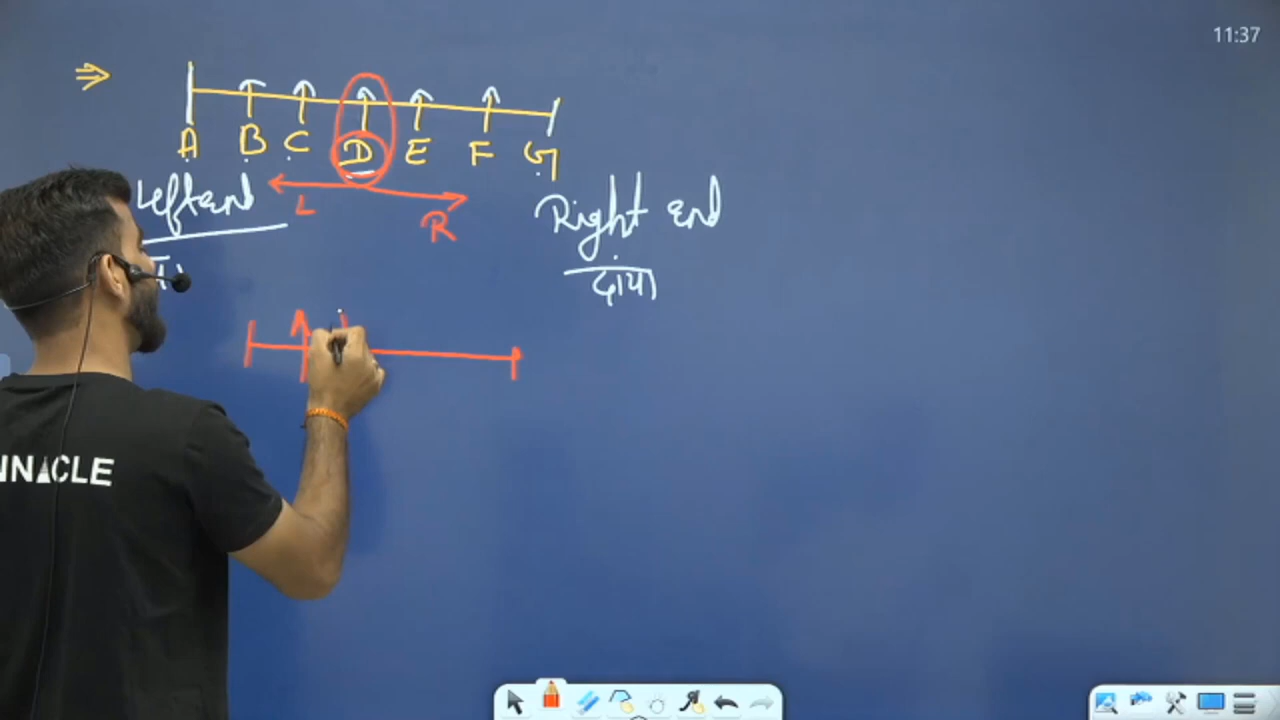 11:37
⇒
A B C D E F G
Left end
L
R
Right end
दायां
NNACLE